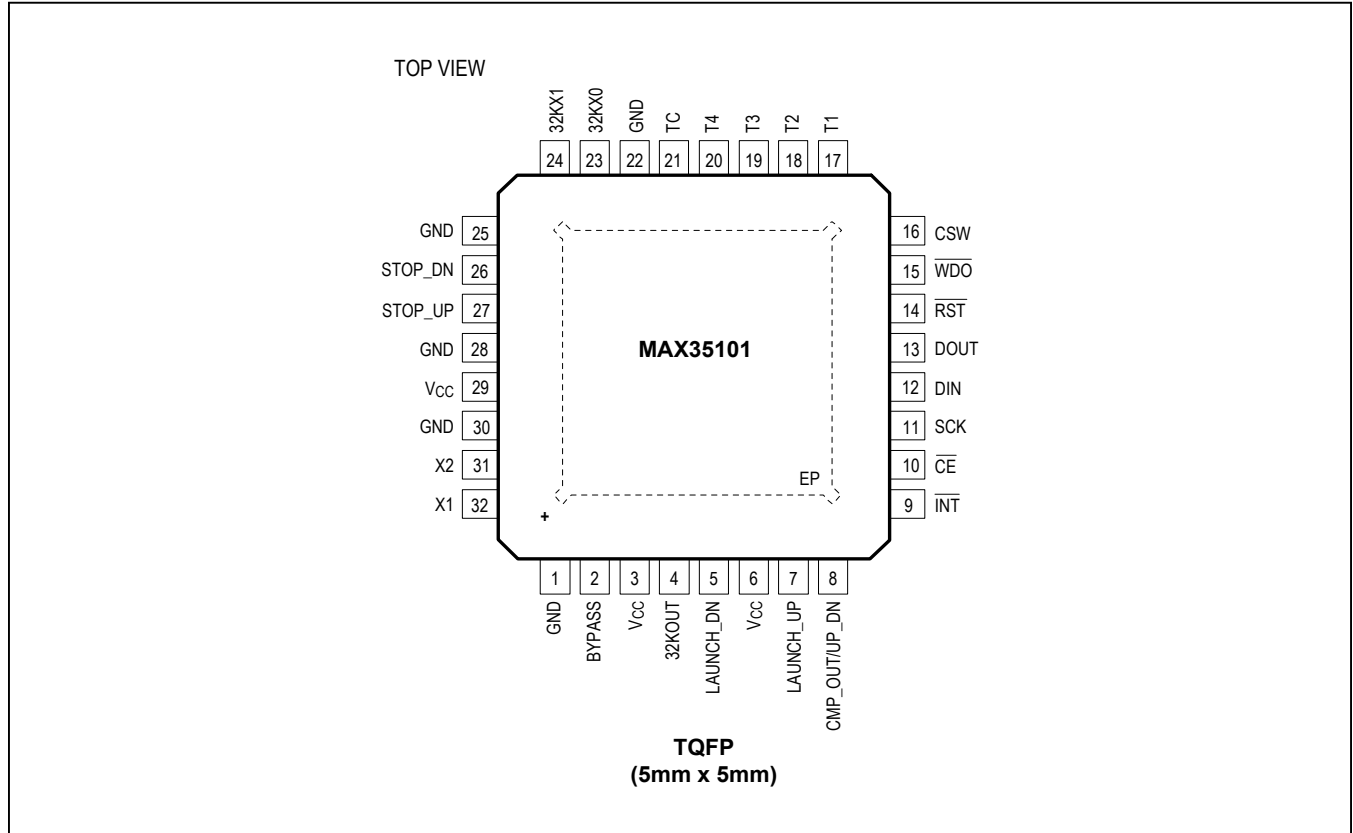 TOP VIEW
32KX1
32KX0
GND
TC
T4
T3
T2
T1
24 23 22 21 20 19 18 17
GND 25
STOP_DN 26
STOP_UP 27
GND 28
VCC 29
GND 30
X2 31
X1 32
16 CSW
15 WDO
14 RST
13 DOUT
12 DIN
11 SCK
10 CE
9 INT
MAX35101
EP
+
1 2 3 4 5 6 7 8
GND
BYPASS
VCC
32KOUT
LAUNCH_DN
VCC
LAUNCH_UP
CMP_OUT/UP_DN
TQFP
(5mm x 5mm)